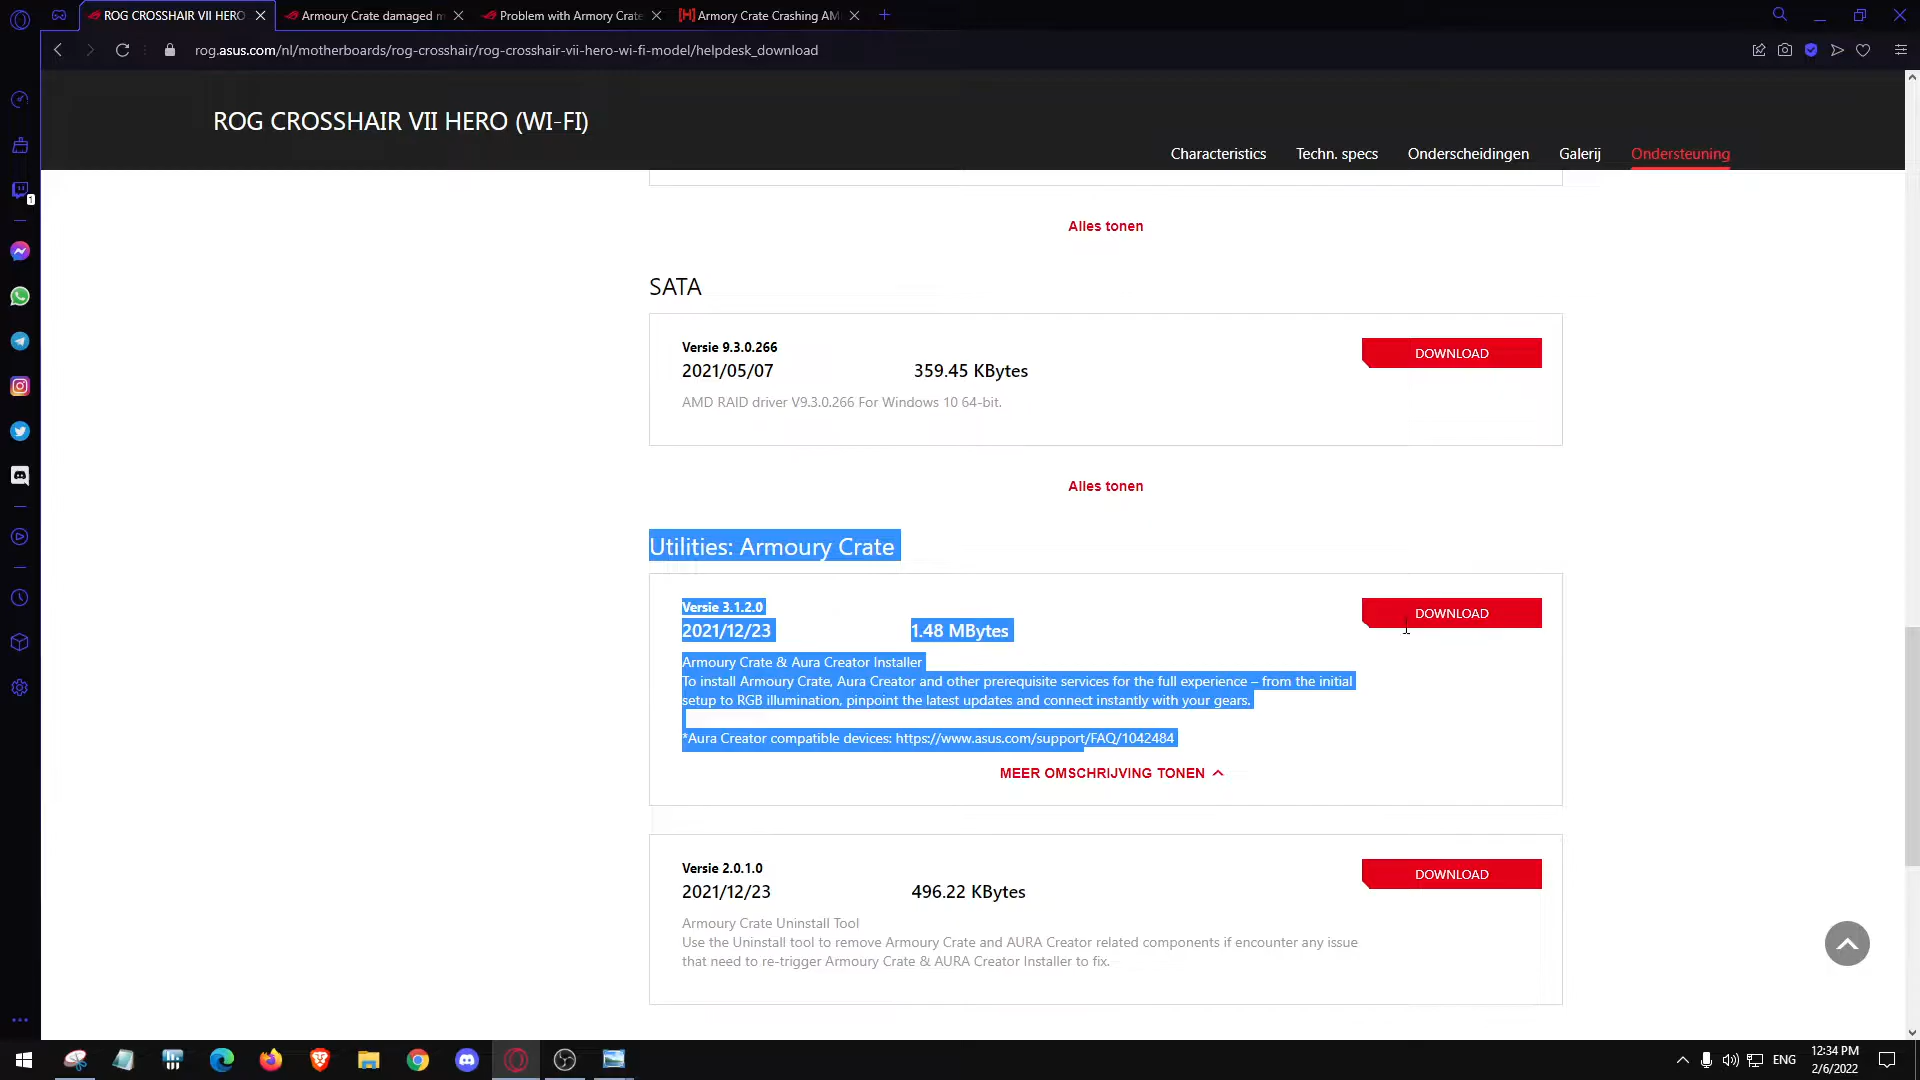 ROG CROSSHAIR VII HERO
Armoury Crate damaged m
Problem with Armory Crate
Armory Crate Crashing AM
rog.asus.com/nl/motherboards/rog-crosshair/rog-crosshair-vii-hero-wi-fi-model/helpdesk_download
ROG CROSSHAIR VII HERO (WI-FI)
Characteristics Techn. specs Onderscheidingen Galerij Ondersteuning
1
Alles tonen
SATA
Versie 9.3.0.266
DOWNLOAD
2021/05/07 359.45 KBytes
AMD RAID driver V9.3.0.266 For Windows 10 64-bit.
Alles tonen
Utilities: Armoury Crate
Versie 3.1.2.0
DOWNLOAD
2021/12/23 1.48 MBytes
Armoury Crate & Aura Creator Installer
To install Armoury Crate, Aura Creator and other prerequisite services for the full experience – from the initial
setup to RGB illumination, pinpoint the latest updates and connect instantly with your gears.
*Aura Creator compatible devices: https://www.asus.com/support/FAQ/1042484
MEER OMSCHRIJVING TONEN
Versie 2.0.1.0
DOWNLOAD
2021/12/23 496.22 KBytes
Armoury Crate Uninstall Tool
Use the Uninstall tool to remove Armoury Crate and AURA Creator related components if encounter any issue
that need to re-trigger Armoury Crate & AURA Creator Installer to fix.
ENG
12:34 PM
2/6/2022